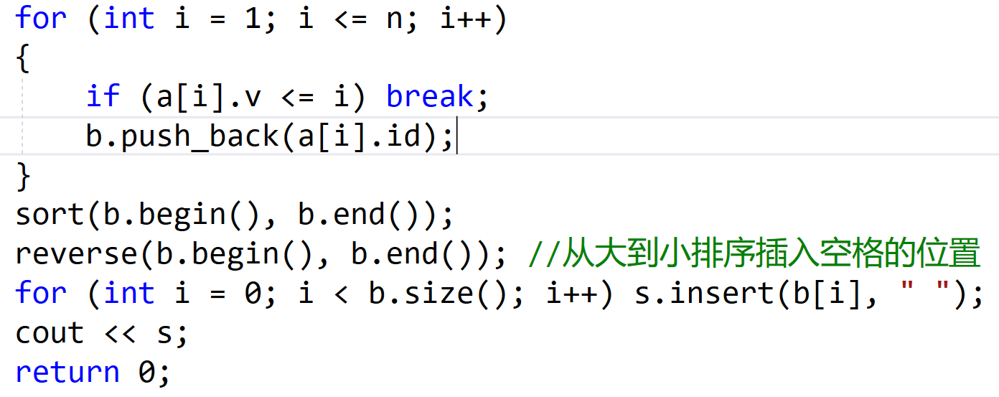 for (int i = 1; i <= n; i++)
{
    if (a[i].v <= i) break;
    b.push_back(a[i].id);
}
sort(b.begin(), b.end());
reverse(b.begin(), b.end()); //从大到小排序插入空格的位置
for (int i = 0; i < b.size(); i++) s.insert(b[i], " ");
cout << s;
return 0;